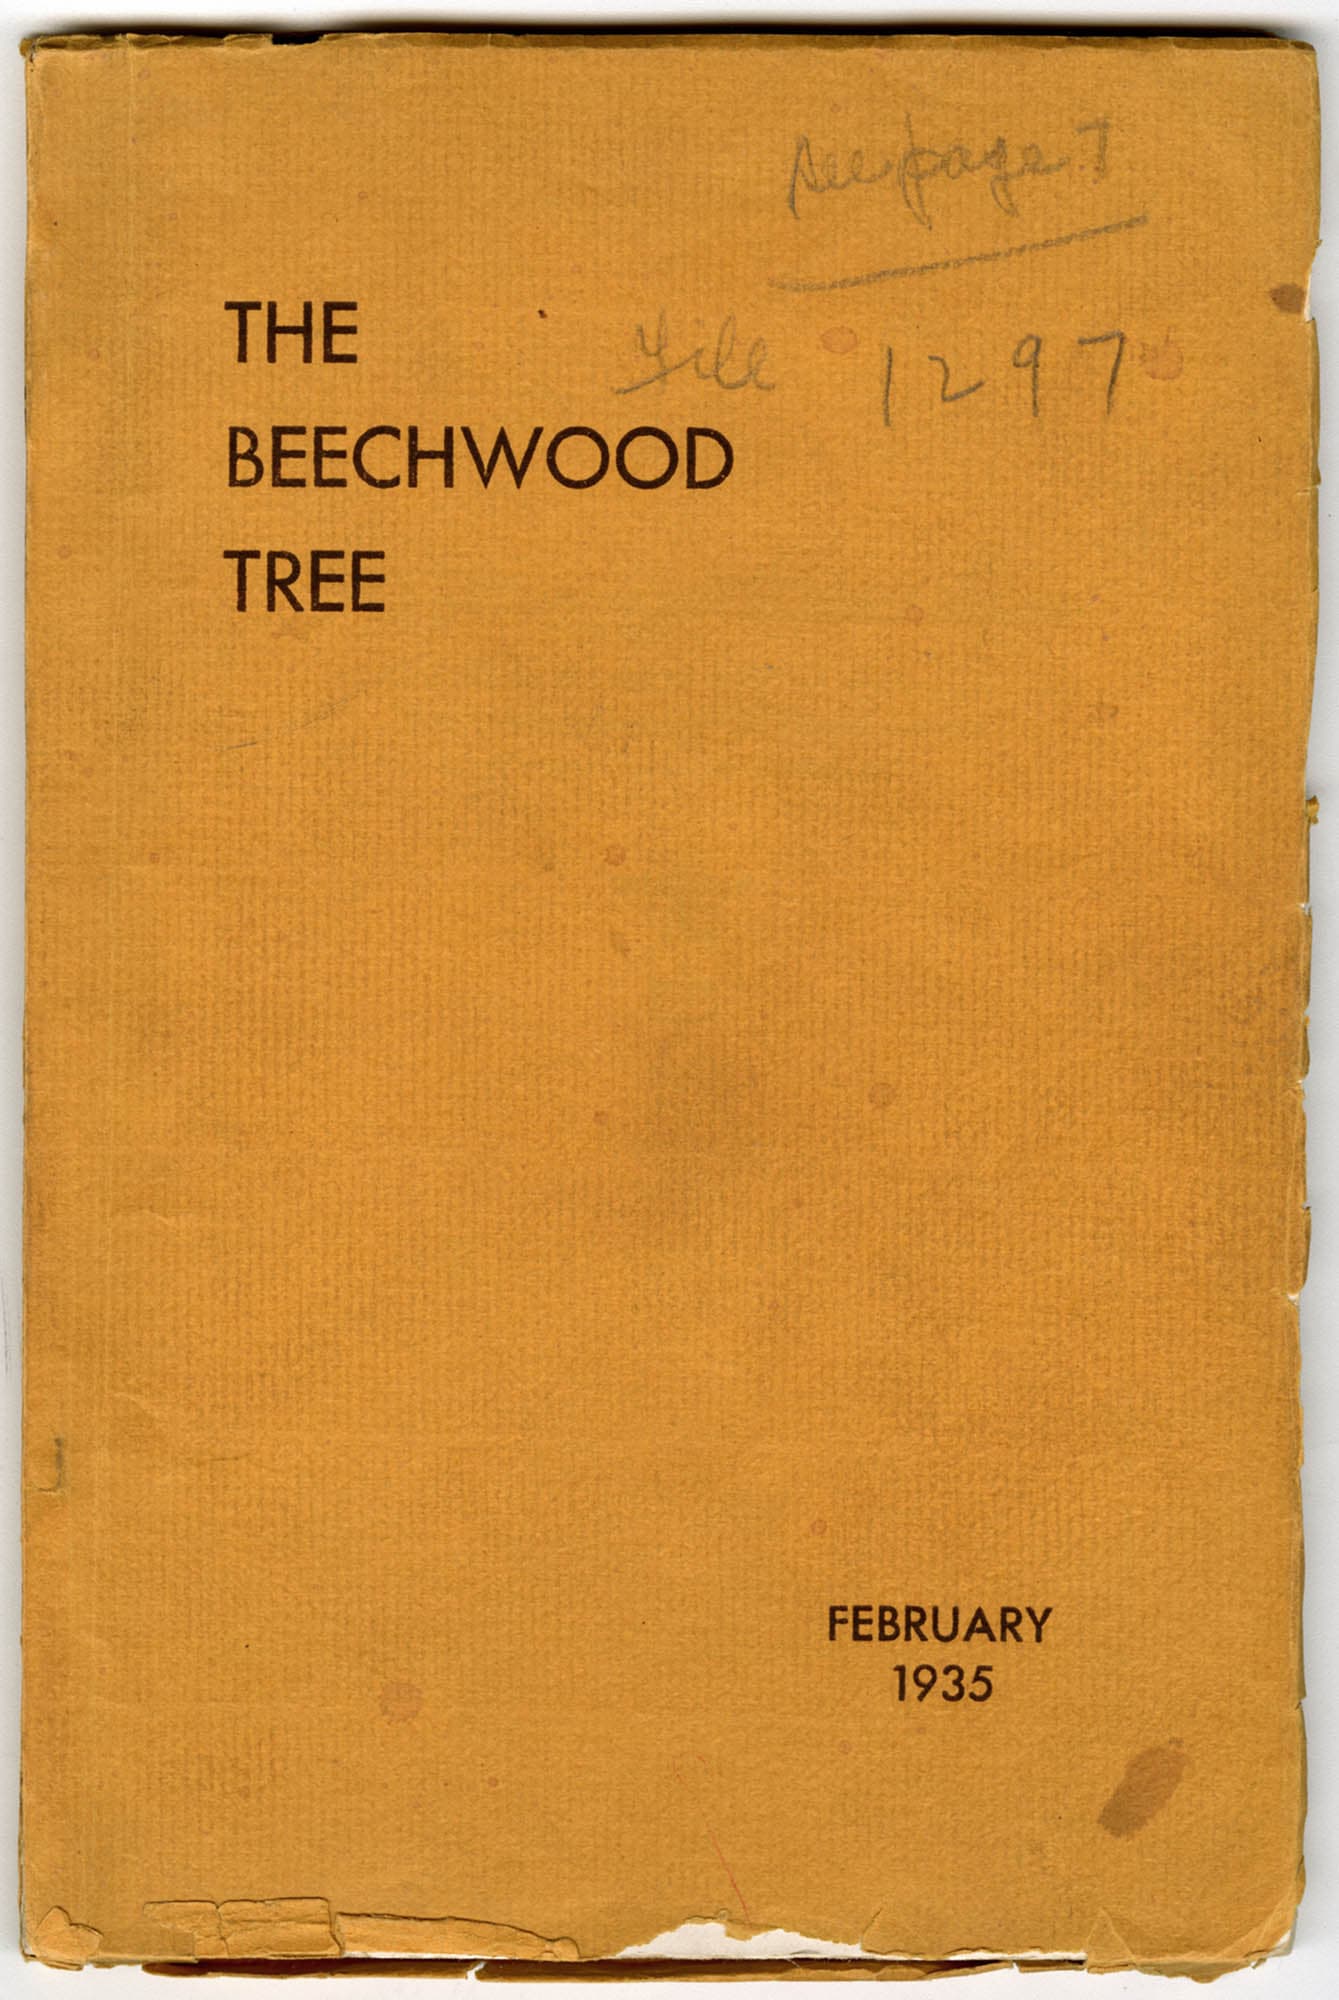 See page 7
File 1297
THE
BEECHWOOD
TREE
FEBRUARY
1935